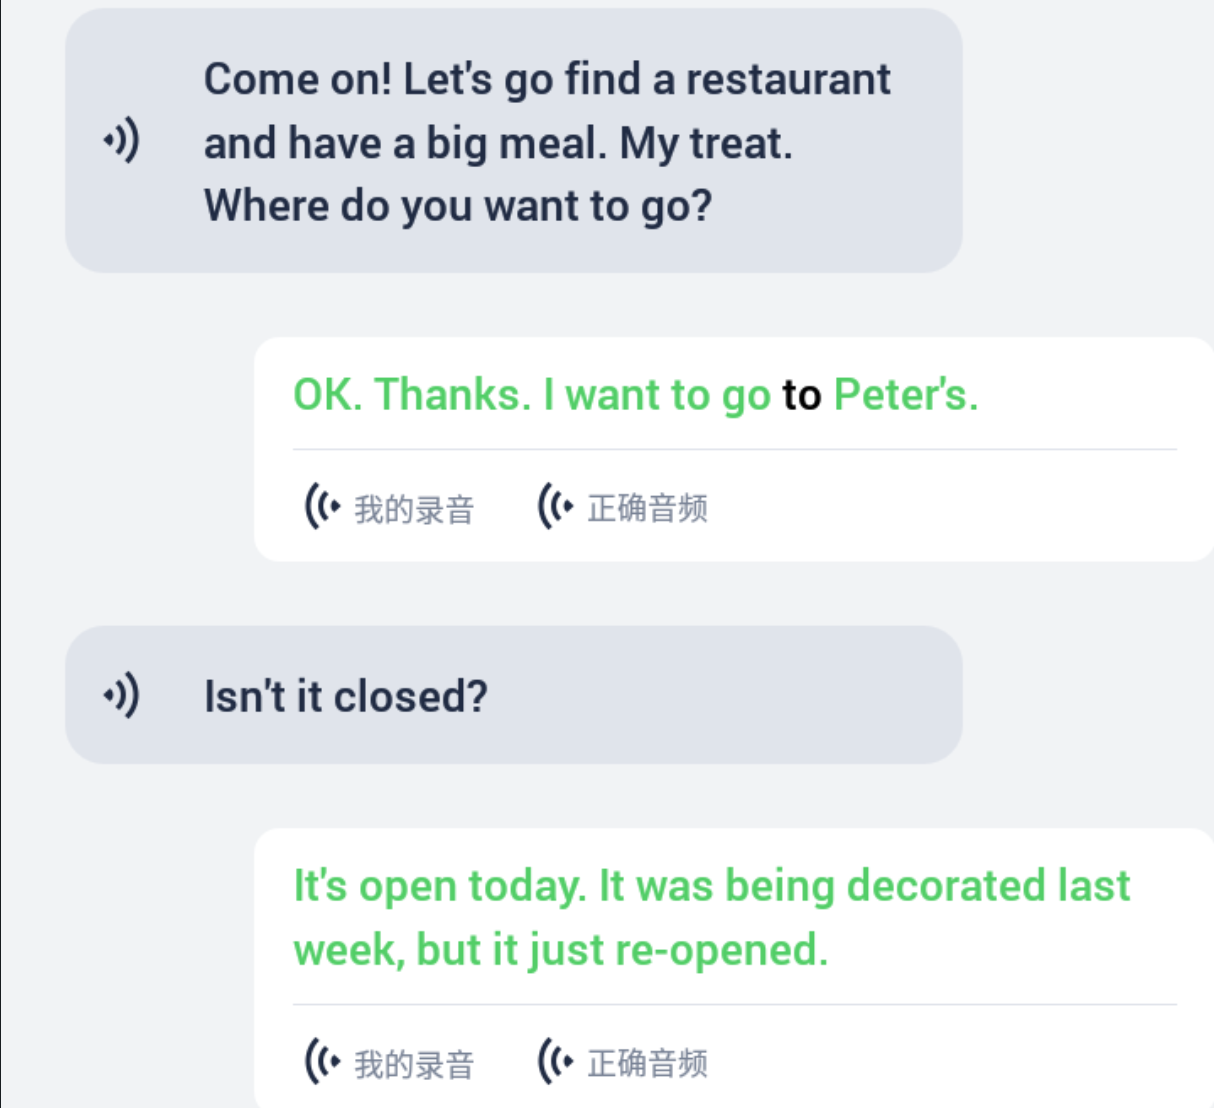 Come on! Let's go find a restaurant
and have a big meal. My treat.
Where do you want to go?
OK. Thanks. I want to go to Peter's.
我的录音 正确音频
Isn't it closed?
It's open today. It was being decorated last
week, but it just re-opened.
我的录音 正确音频